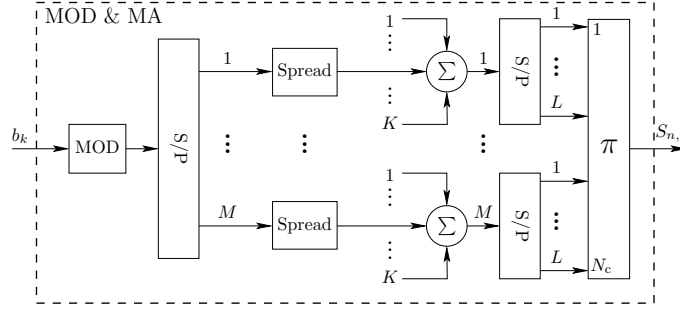 MOD & MA
b_k
MOD
S/P
1
Spread
1
...
...
K
Σ
1
S/P
1
...
L
1
π
N_c
S_{n,
...
...
...
M
Spread
1
...
...
K
Σ
M
S/P
1
...
L